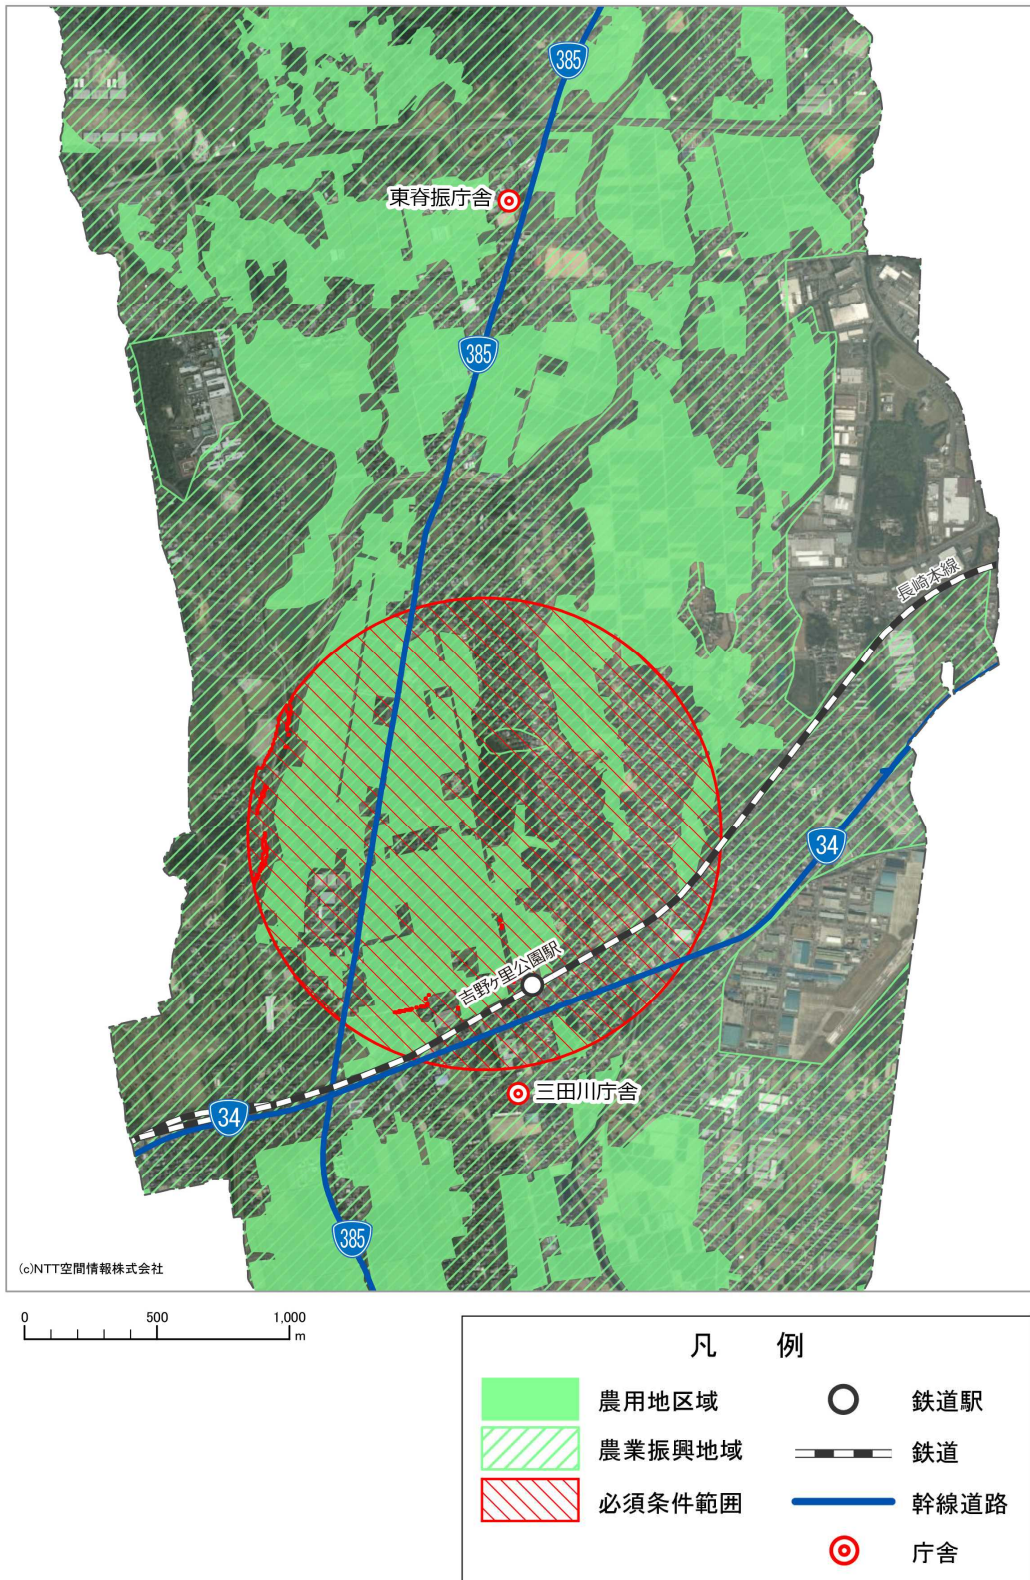 385
東脊振庁舎
385
長崎本線
34
吉野ヶ里公園駅
三田川庁舎
34
385
(c)NTT空間情報株式会社
0 500 1,000
m
凡 例
農用地区域
鉄道駅
農業振興地域
鉄道
必須条件範囲
幹線道路
庁舎